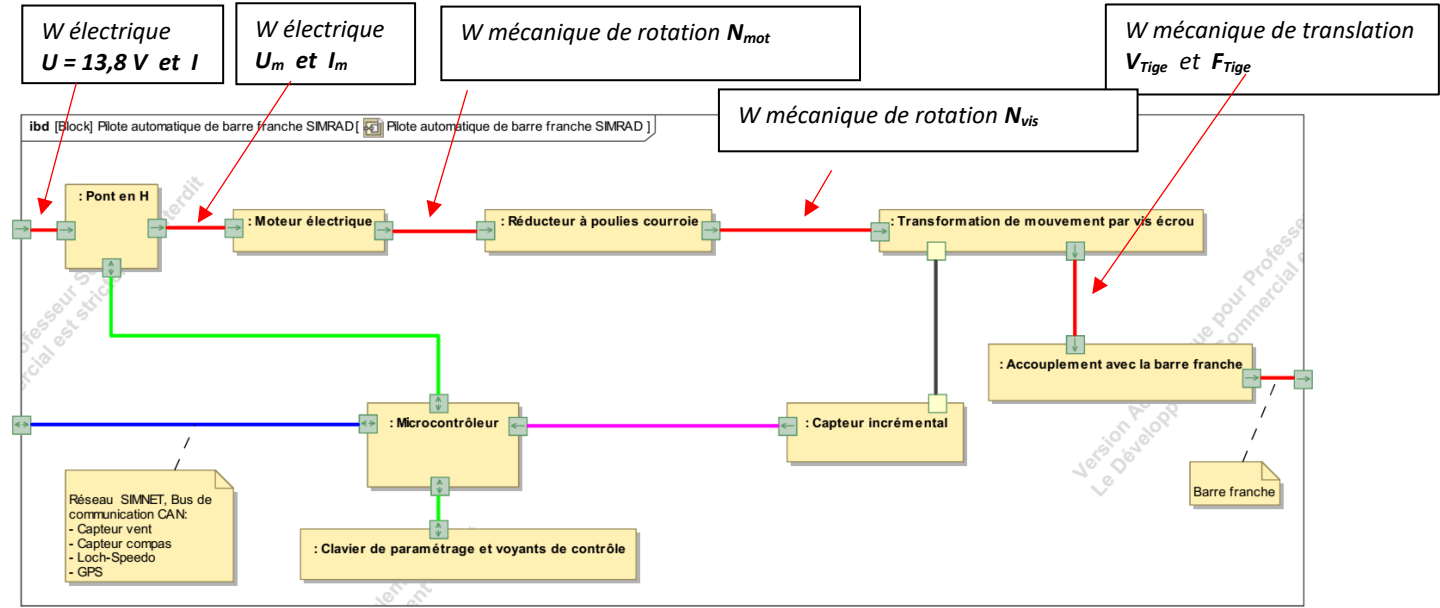 W électrique
U = 13,8 V et I
W électrique
Um et Im
W mécanique de rotation Nmot
W mécanique de translation
VTige et FTige
W mécanique de rotation Nvis
ibd [Block] Pilote automatique de barre franche SIMRAD [ Pilote automatique de barre franche SIMRAD ]
: Pont en H
: Moteur électrique
: Réducteur à poulies courroie
: Transformation de mouvement par vis écrou
: Accouplement avec la barre franche
: Microcontrôleur
: Capteur incrémental
Barre franche
Réseau SIMNET, Bus de
communication CAN:
- Capteur vent
- Capteur compas
- Loch-Speedo
- GPS
: Clavier de paramétrage et voyants de contrôle